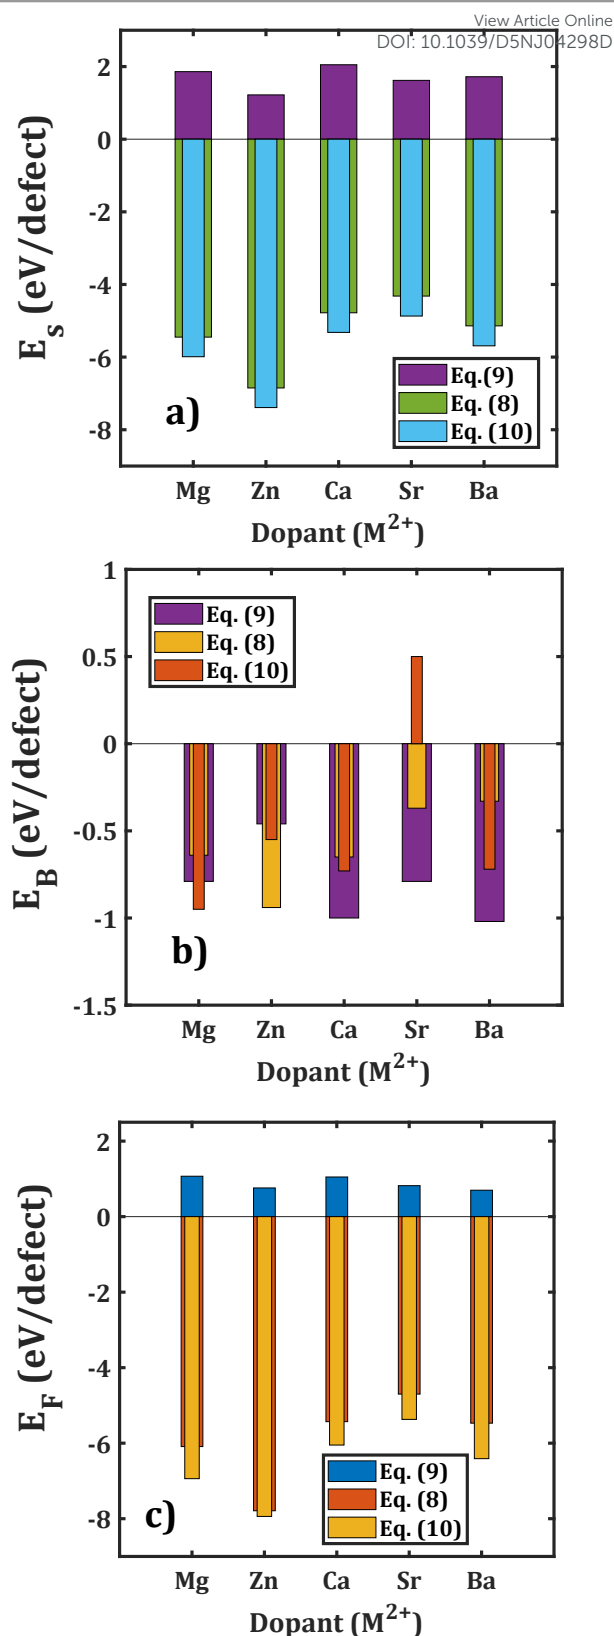 View Article Online
DOI: 10.1039/D5NJ04298D
2
0
-2
-4
-6
-8
E_s (eV/defect)
Eq.(9)
Eq. (8)
Eq. (10)
a)
Mg Zn Ca Sr Ba
Dopant (M²⁺)
1
0.5
0
-0.5
-1
-1.5
E_B (eV/defect)
Eq. (9)
Eq. (8)
Eq. (10)
b)
Mg Zn Ca Sr Ba
Dopant (M²⁺)
2
0
-2
-4
-6
-8
E_F (eV/defect)
Eq. (9)
Eq. (8)
Eq. (10)
c)
Mg Zn Ca Sr Ba
Dopant (M²⁺)